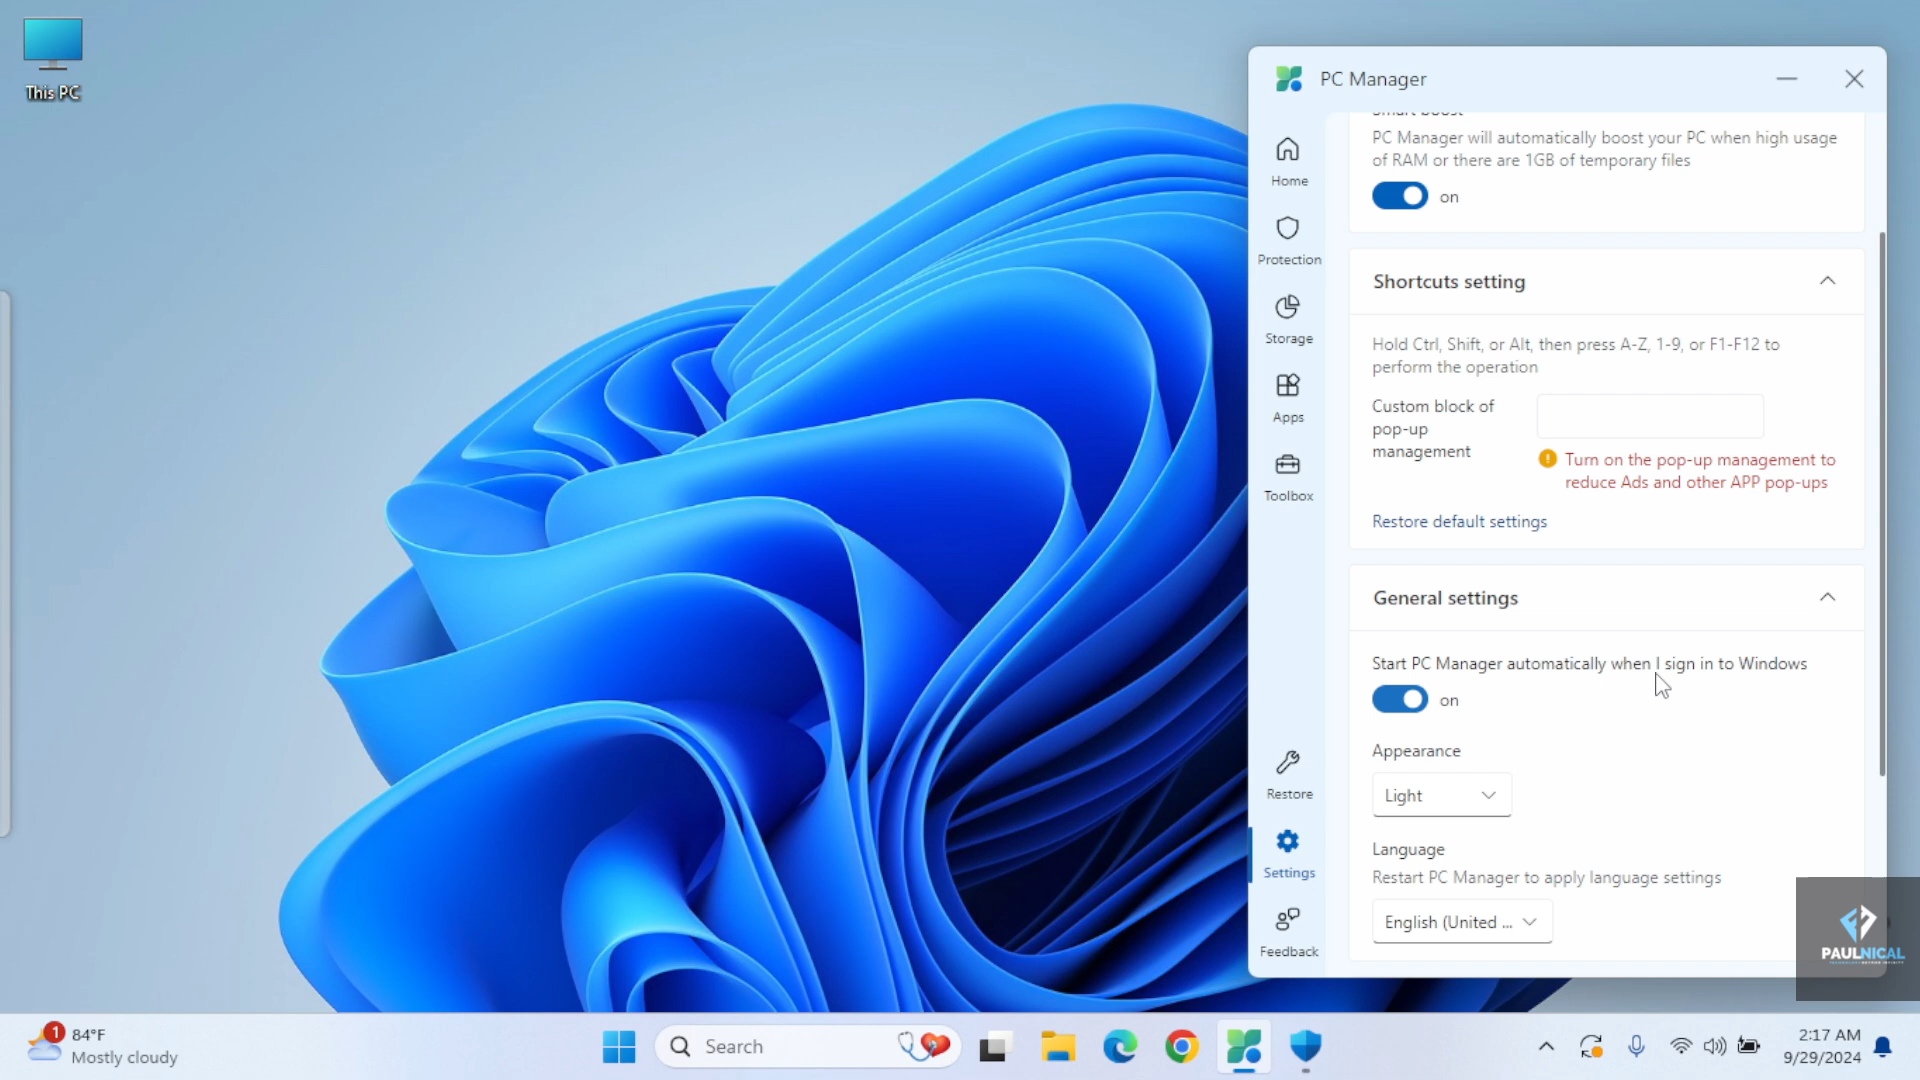 This PC
PC Manager
Home
Protection
Storage
Apps
Toolbox
Restore
Settings
Feedback
Smart boost
PC Manager will automatically boost your PC when high usage
of RAM or there are 1GB of temporary files
on
Shortcuts setting
Hold Ctrl, Shift, or Alt, then press A-Z, 1-9, or F1-F12 to
perform the operation
Custom block of
pop-up
management
Turn on the pop-up management to
reduce Ads and other APP pop-ups
Restore default settings
General settings
Start PC Manager automatically when I sign in to Windows
on
Appearance
Light
Language
Restart PC Manager to apply language settings
English (United ...
PAULNICAL
1
84°F
Mostly cloudy
Search
2:17 AM
9/29/2024